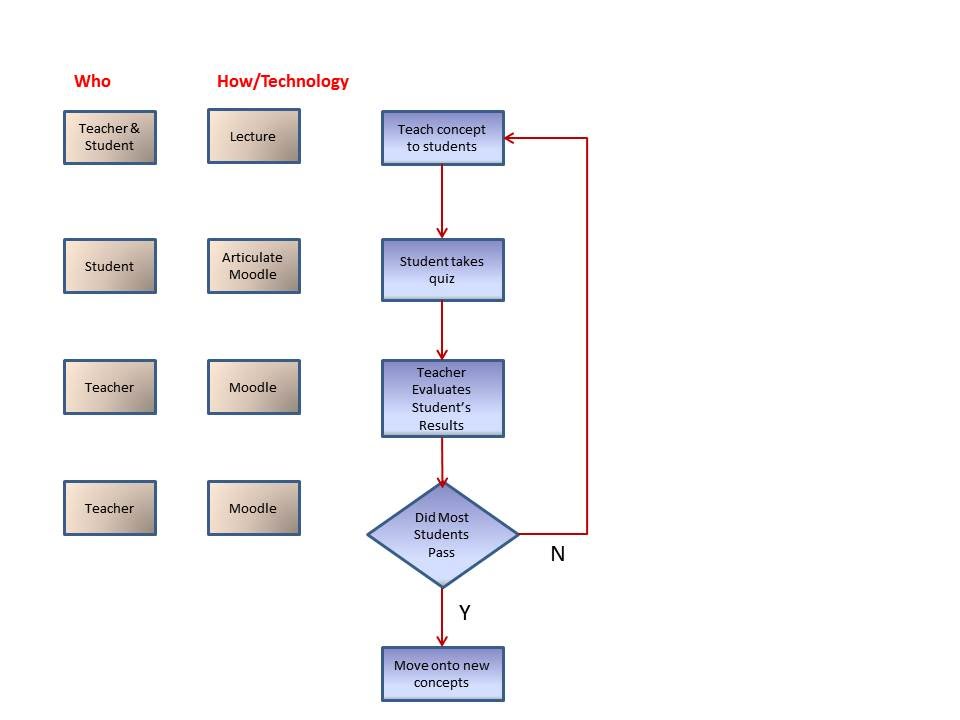 Who
How/Technology
Teacher &
Student
Lecture
Teach concept
to students
Student
Articulate
Moodle
Student takes
quiz
Teacher
Moodle
Teacher
Evaluates
Student's
Results
Teacher
Moodle
Did Most
Students
Pass
N
Y
Move onto new
concepts